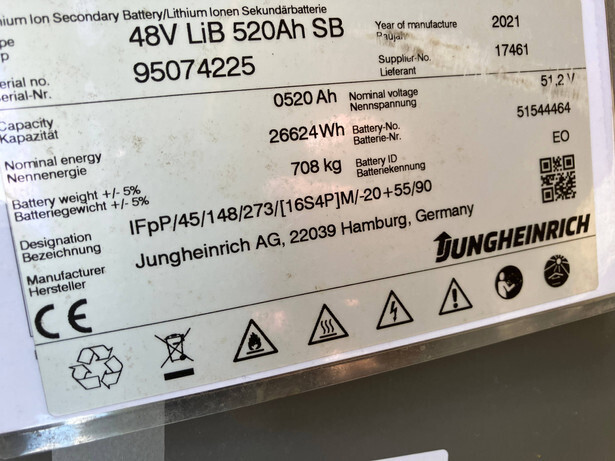 ium Ion Secondary Battery/Lithium Ionen Sekundärbatterie
pe 48V LiB 520Ah SB Year of manufacture 2021
p Baujahr
erial no. 95074225 Supplier-No. 17461
erial-Nr. Lieferant
Capacity 0520 Ah Nominal voltage 51,2 V
Kapazität Nennspannung
Nominal energy 26624Wh Battery-No. 51544464
Nennenergie Batterie-Nr.
Battery weight +/- 5% 708 kg Battery ID EO
Batteriegewicht +/- 5% Batteriekennung
Designation IFpP/45/148/273/[16S4P]M/-20+55/90
Bezeichnung
Manufacturer Jungheinrich AG, 22039 Hamburg, Germany
Hersteller
JUNGHEINRICH
CE